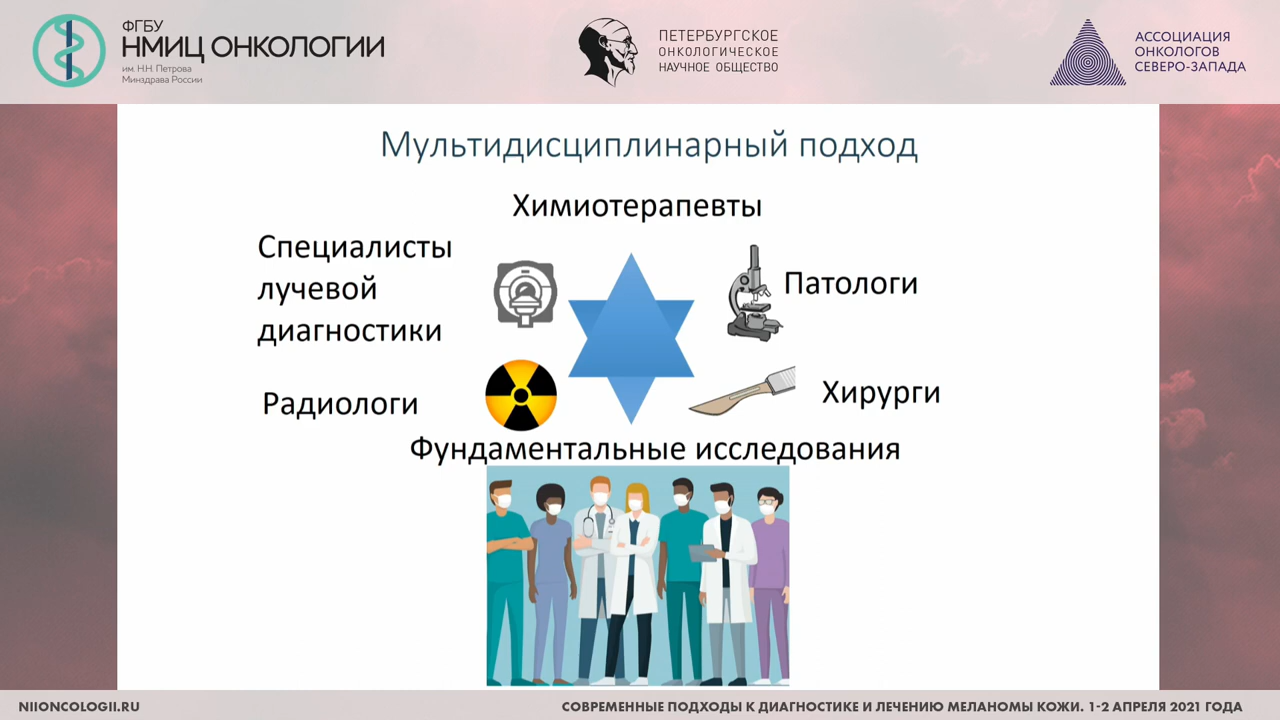 ФГБУ
НМИЦ ОНКОЛОГИИ
им. Н.Н. Петрова
Минздрава России
ПЕТЕРБУРГСКОЕ
ОНКОЛОГИЧЕСКОЕ
НАУЧНОЕ ОБЩЕСТВО
АССОЦИАЦИЯ
ОНКОЛОГОВ
СЕВЕРО-ЗАПАДА
Мультидисциплинарный подход
Химиотерапевты
Специалисты
лучевой
диагностики
Патологи
Радиологи
Хирурги
Фундаментальные исследования
NIIONCOLOGII.RU
СОВРЕМЕННЫЕ ПОДХОДЫ К ДИАГНОСТИКЕ И ЛЕЧЕНИЮ МЕЛАНОМЫ КОЖИ. 1-2 АПРЕЛЯ 2021 ГОДА